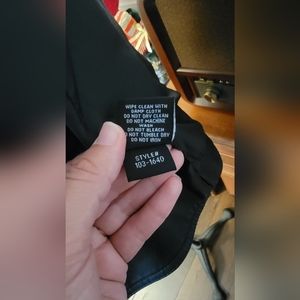 WIPE CLEAN WITH
DAMP CLOTH
DO NOT DRY CLEAN
DO NOT MACHINE
WASH
DO NOT BLEACH
DO NOT TUMBLE DRY
DO NOT IRON
STYLE#
103-1640